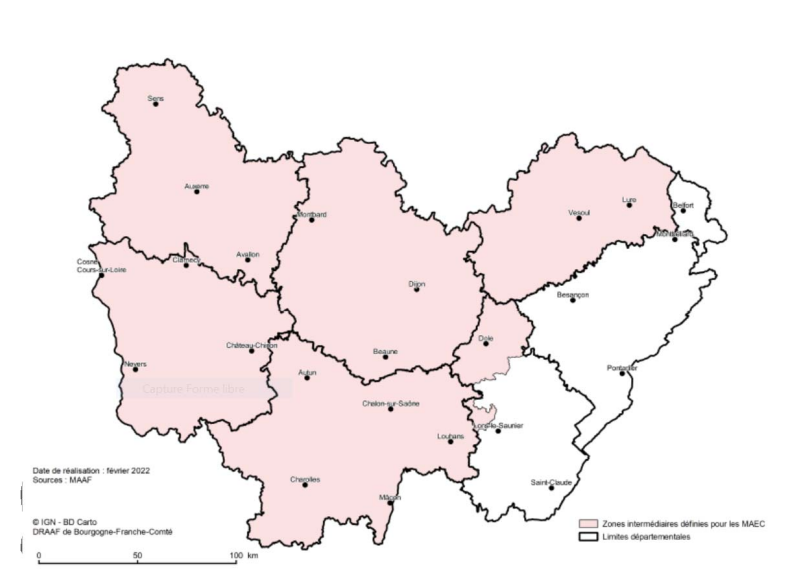 Sens
Auxerre
Montbard
Avallon
Clamecy
Cosne-
Cours-sur-Loire
Vesoul
Lure
Belfort
Montbéliard
Dijon
Besançon
Château-Chinon
Nevers
Beaune
Dole
Autun
Pontarlier
Capture Forme libre
Chalon-sur-Saône
Louhans
Lons-le-Saunier
Charolles
Mâcon
Saint-Claude
Date de réalisation : février 2022
Sources : MAAF
© IGN - BD Carto
DRAAF de Bourgogne-Franche-Comté
0 50 100 km
Zones intermédiaires définies pour les MAEC
Limites départementales